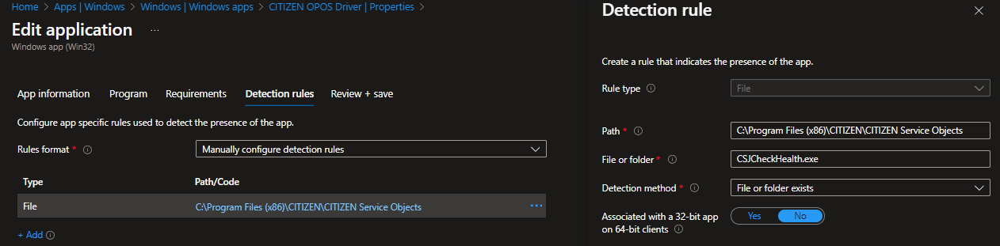 Home > Apps | Windows > Windows | Windows apps > CITIZEN OPOS Driver | Properties >
Edit application ...
Windows app (Win32)
App information Program Requirements Detection rules Review + save
Configure app specific rules used to detect the presence of the app.
Rules format * Manually configure detection rules
Type Path/Code
File C:\Program Files (x86)\CITIZEN\CITIZEN Service Objects ...
+ Add
Detection rule
Create a rule that indicates the presence of the app.
Rule type File
Path * C:\Program Files (x86)\CITIZEN\CITIZEN Service Objects
File or folder * CSJCheckHealth.exe
Detection method * File or folder exists
Associated with a 32-bit app Yes No
on 64-bit clients